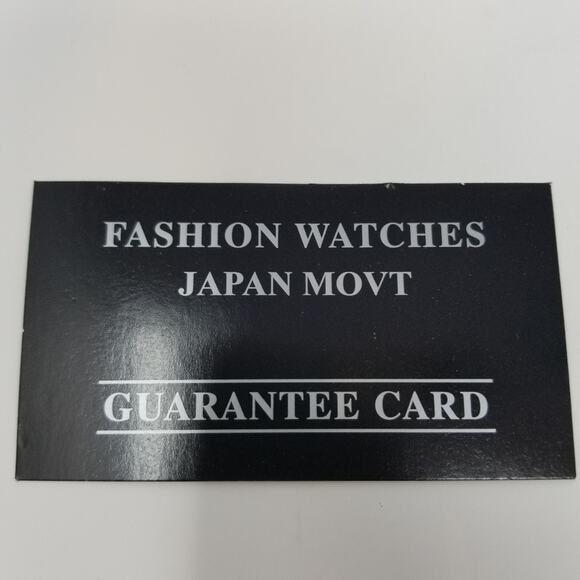 FASHION WATCHES
JAPAN MOVT
GUARANTEE CARD